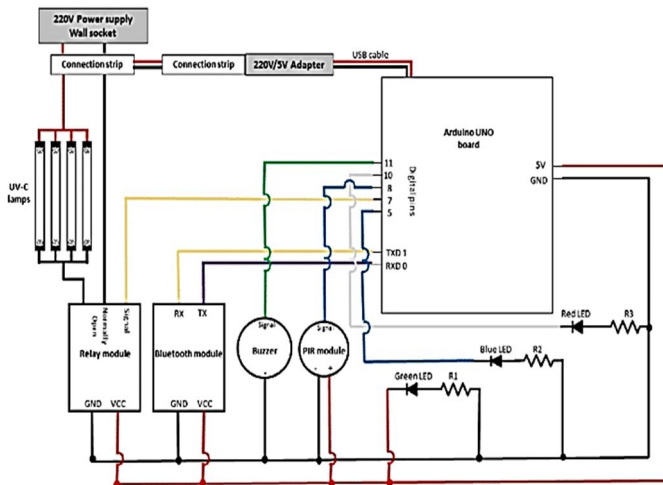 220V Power supply
Wall socket
Connection strip
Connection strip
220V/5V Adapter
USB cable
Arduino UNO
board
UV-C
lamps
11
10
8
7
5
Digital pins
5V
GND
TXD 1
RXD 0
Signal
Normally
Open
Relay module
GND
VCC
RX
TX
Bluetooth module
GND
VCC
Signal
Buzzer
-
Signal
PIR module
-
+
Red LED
R3
Blue LED
R2
Green LED
R1